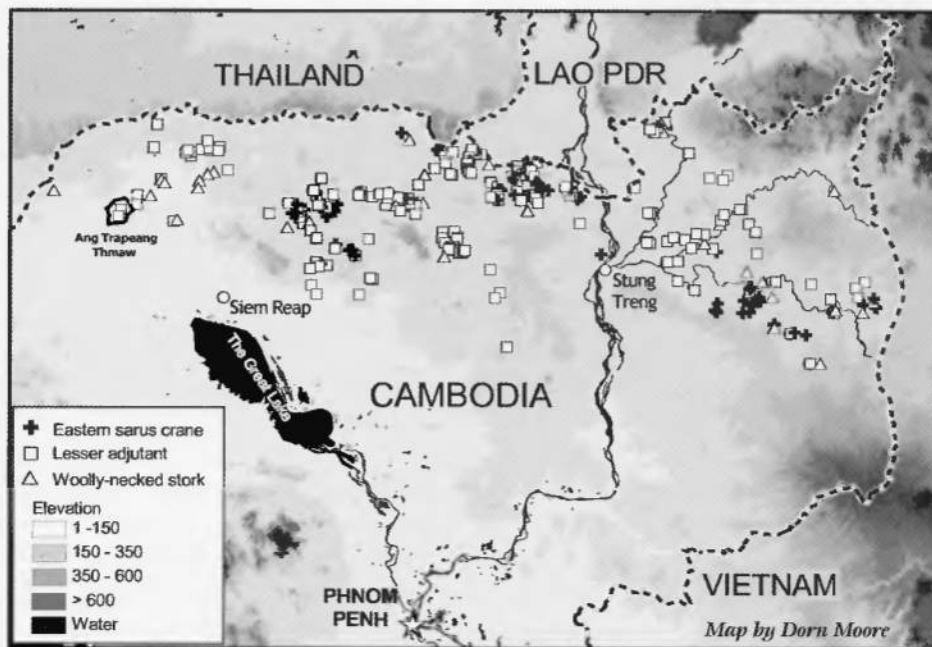 THAILAND
LAO PDR
Ang Trapeang
Thmaw
Siem Reap
Stung
Treng
The Great Lake
CAMBODIA
Eastern sarus crane
Lesser adjutant
Woolly-necked stork
Elevation
1 -150
150 - 350
350 - 600
> 600
Water
PHNOM
PENH
VIETNAM
Map by Dorn Moore